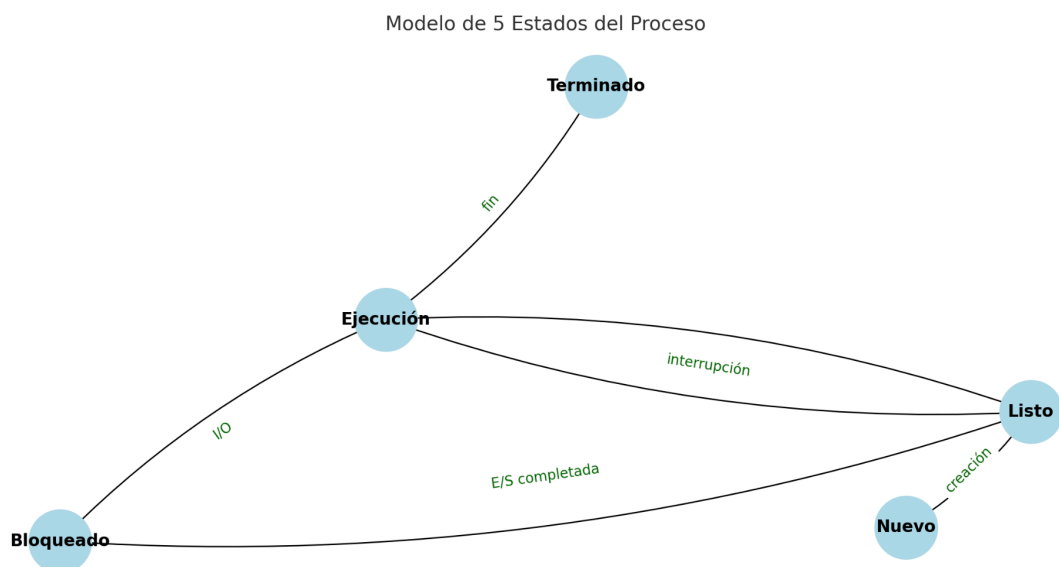 Modelo de 5 Estados del Proceso
Terminado
fin
Ejecución
interrupción
Listo
I/O
E/S completada
creación
Nuevo
Bloqueado